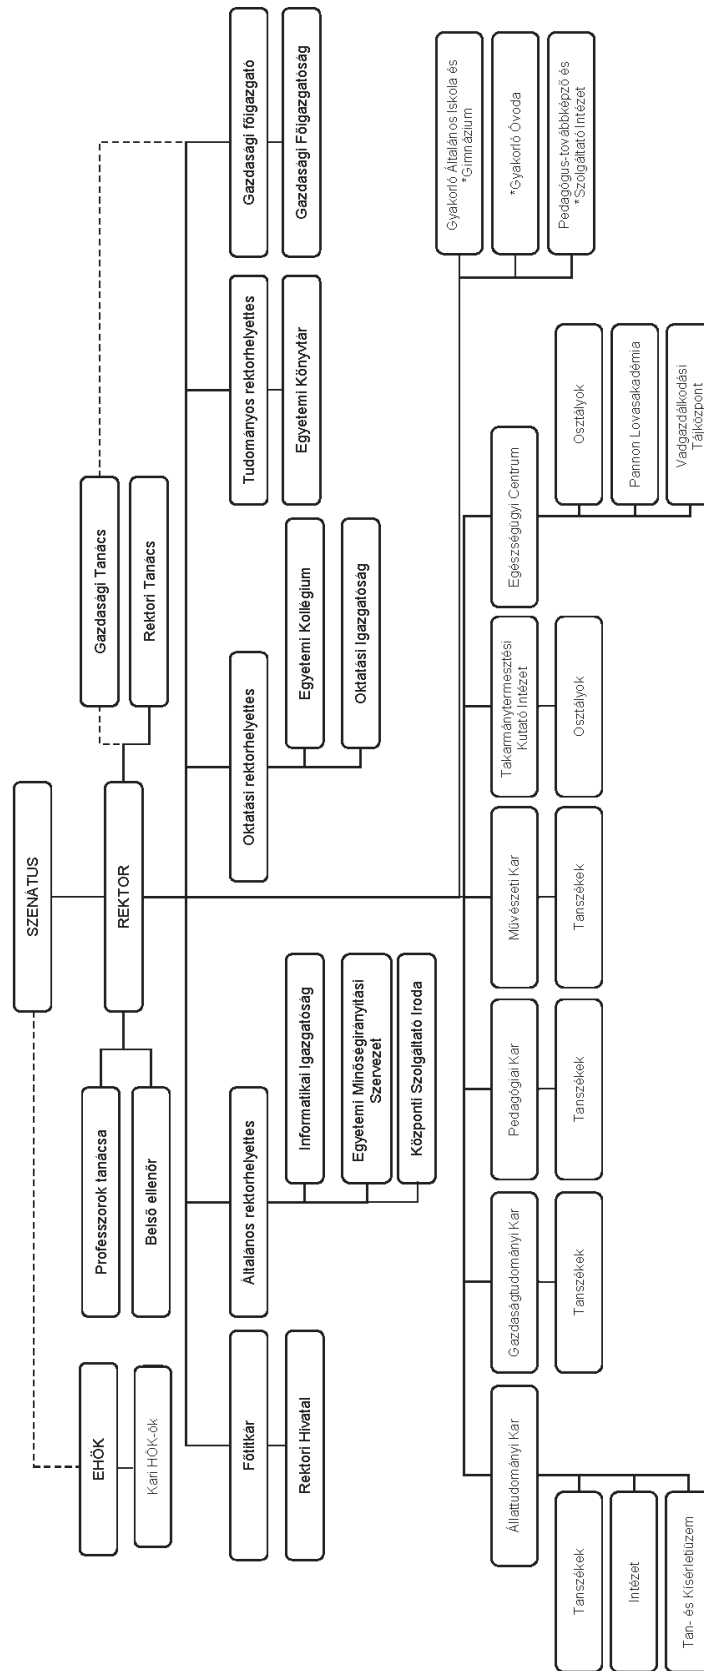 SZENÁTUS
REKTOR
Professzorok tanácsa
Belső ellenőr
EHÖK
Kari HÖK-ök
Gazdasági Tanács
Rektori Tanács
Főtitkár
Rektori Hivatal
Általános rektorhelyettes
Informatikai Igazgatóság
Egyetemi Minőségirányítási
Szervezet
Központi Szolgáltató Iroda
Oktatási rektorhelyettes
Egyetemi Kollégium
Oktatási Igazgatóság
Tudományos rektorhelyettes
Egyetemi Könyvtár
Gazdasági főigazgató
Gazdasági Főigazgatóság
Állattudományi Kar
Tanszékek
Intézet
Tan- és Kísérletiüzem
Gazdaságtudományi Kar
Tanszékek
Pedagógiai Kar
Tanszékek
Művészeti Kar
Tanszékek
Takarmánytermesztési
Kutató Intézet
Osztályok
Egészségügyi Centrum
Osztályok
Pannon Lovasakadémia
Vadgazdálkodási
Tájközpont
Gyakorló Általános Iskola és
*Gimnázium
*Gyakorló Óvoda
Pedagógus-továbbképző és
*Szolgáltató Intézet